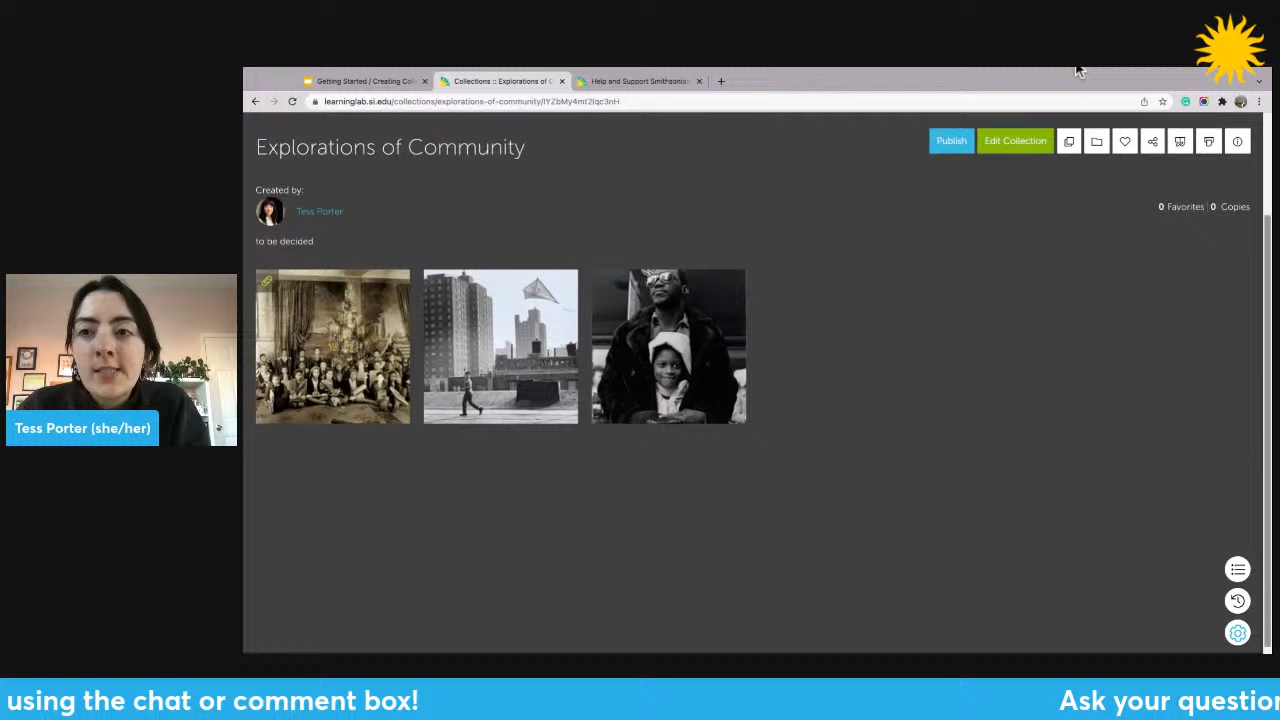 Getting Started / Creating Coll
Collections :: Explorations of C
Help and Support Smithsonian
learninglab.si.edu/collections/explorations-of-community/IYZbMy4mt2lqc3nH
Explorations of Community
Publish
Edit Collection
Created by:
Tess Porter
0 Favorites | 0 Copies
to be decided
Tess Porter (she/her)
using the chat or comment box!
Ask your question